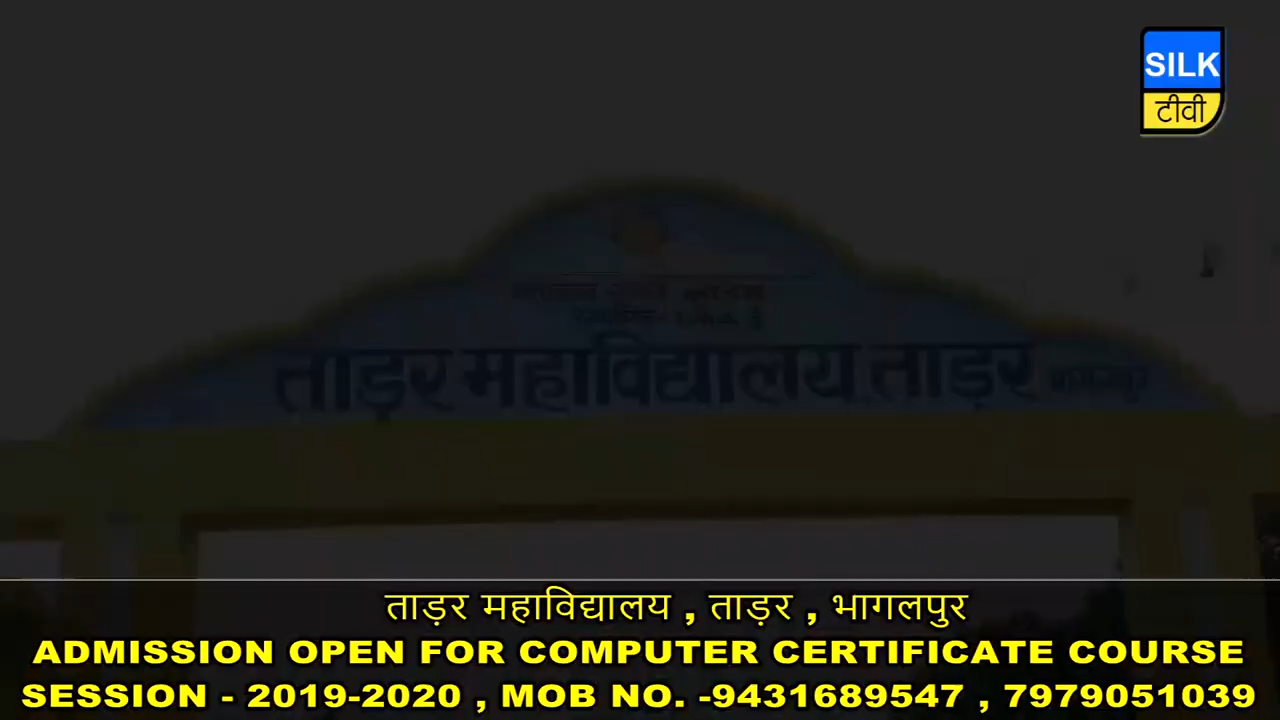 SILK
टीवी
ताड़र महाविद्यालय ताड़र
ताड़र महाविद्यालय , ताड़र , भागलपुर
ADMISSION OPEN FOR COMPUTER CERTIFICATE COURSE
SESSION - 2019-2020 , MOB NO. -9431689547 , 7979051039